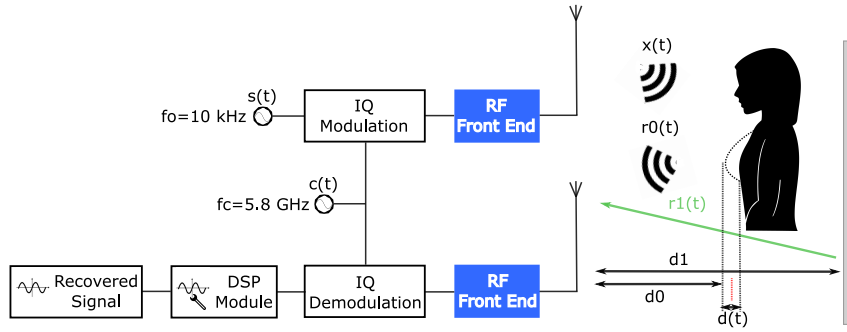 x(t)
s(t)
fo=10 kHz
IQ
Modulation
RF
Front End
r0(t)
c(t)
fc=5.8 GHz
r1(t)
Recovered
Signal
DSP
Module
IQ
Demodulation
RF
Front End
d1
d0
d(t)